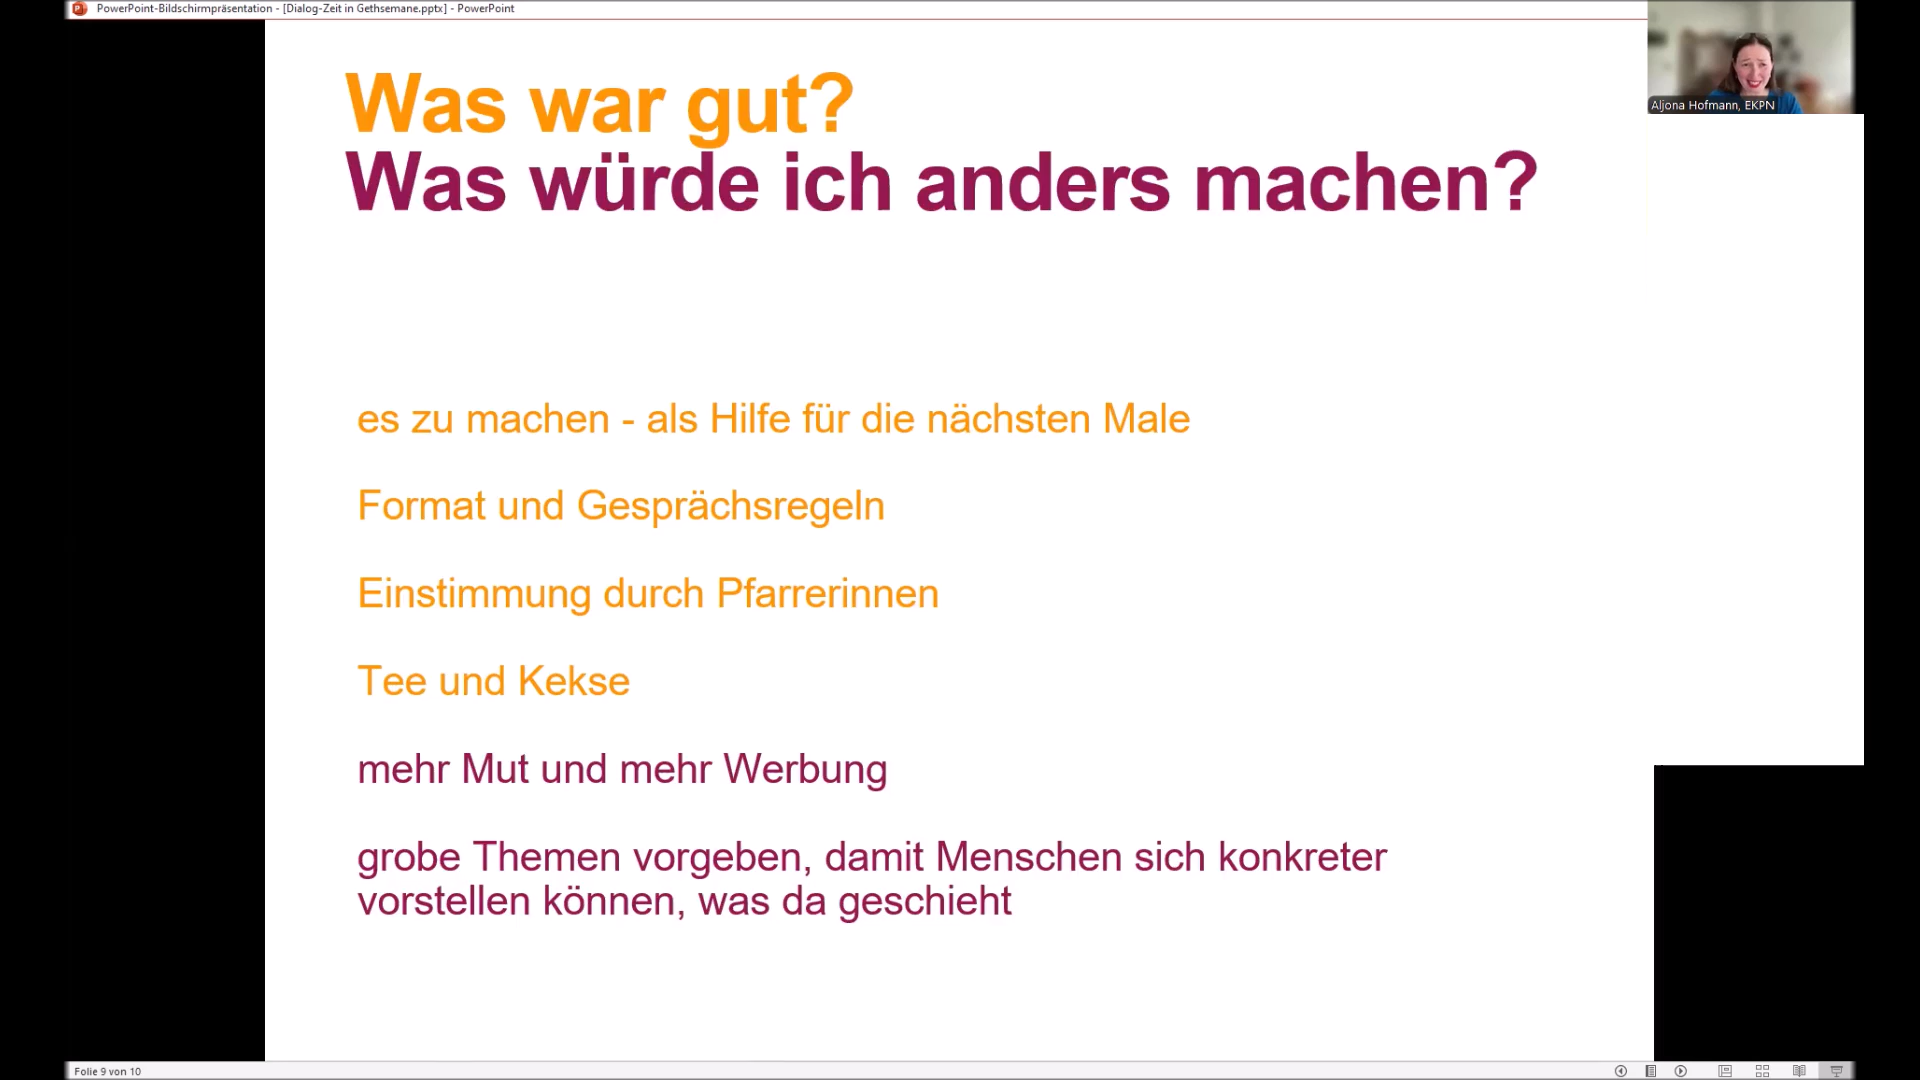 PowerPoint-Bildschirmpräsentation - [Dialog-Zeit in Gethsemane.pptx] - PowerPoint
Aljona Hofmann, EKPN
Was war gut?
Was würde ich anders machen?
es zu machen - als Hilfe für die nächsten Male
Format und Gesprächsregeln
Einstimmung durch Pfarrerinnen
Tee und Kekse
mehr Mut und mehr Werbung
grobe Themen vorgeben, damit Menschen sich konkreter
vorstellen können, was da geschieht
Folie 9 von 10